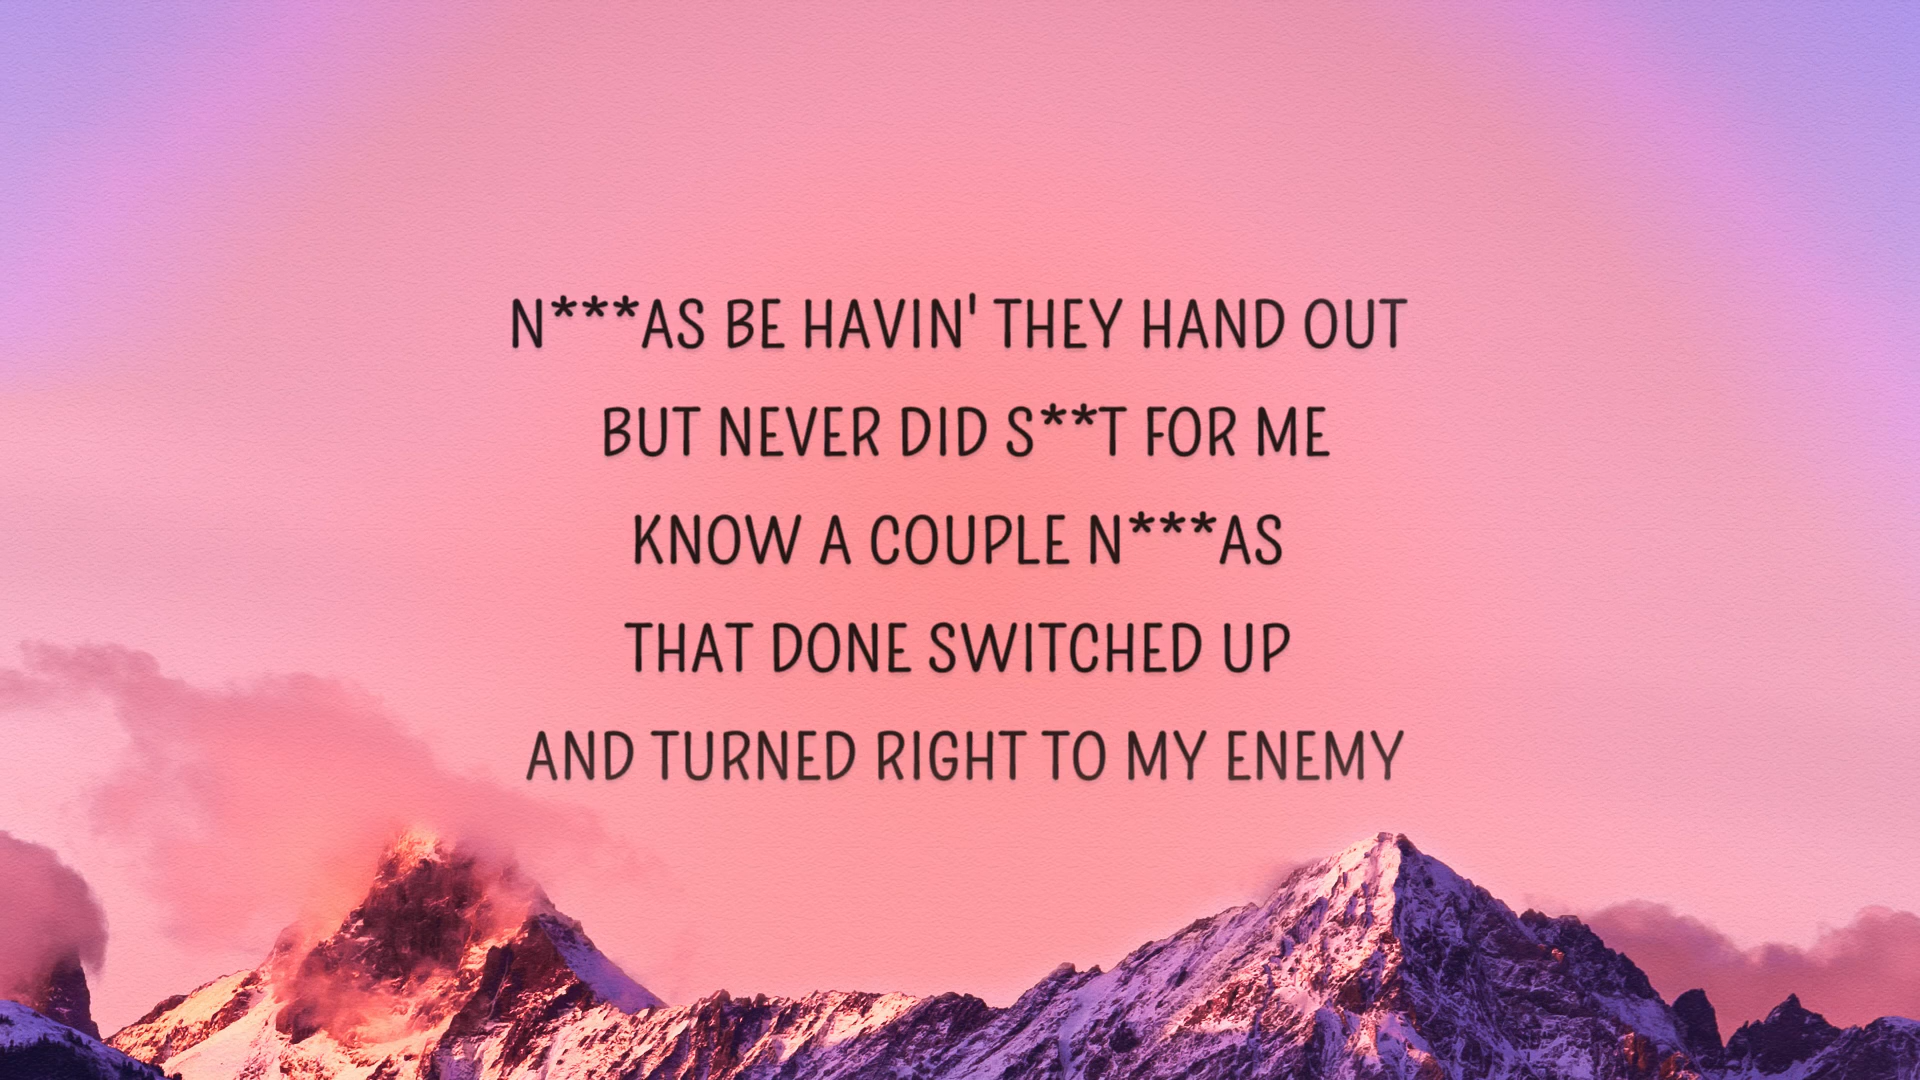 N***AS BE HAVIN' THEY HAND OUT
BUT NEVER DID S**T FOR ME
KNOW A COUPLE N***AS
THAT DONE SWITCHED UP
AND TURNED RIGHT TO MY ENEMY